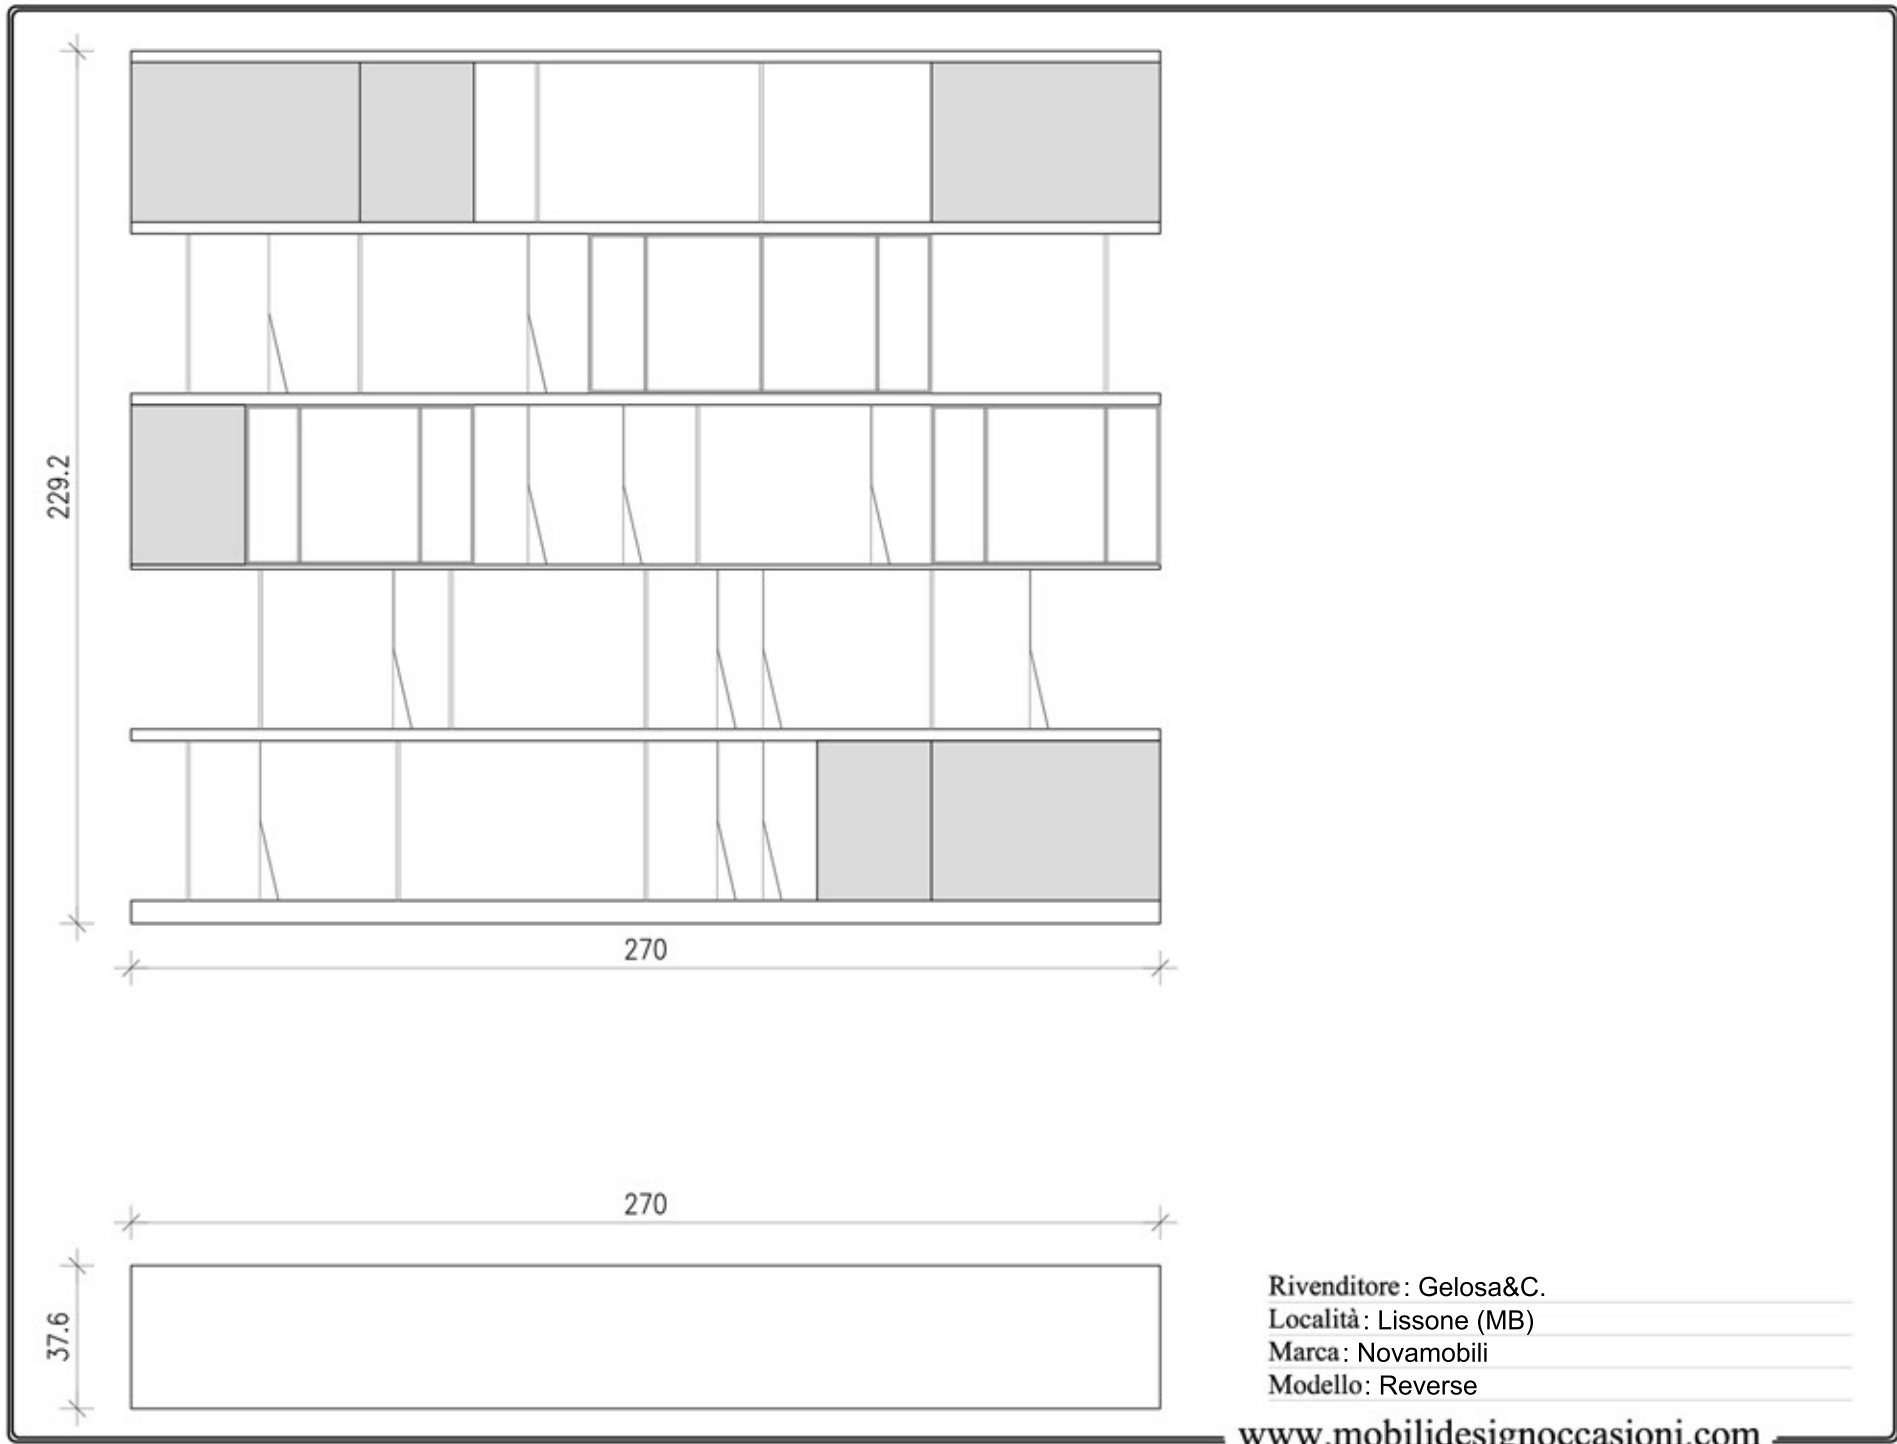 229.2
270
270
37.6
Rivenditore: Gelosa&C.
Località: Lissone (MB)
Marca: Novamobili
Modello: Reverse
www.mobilidesignoccasioni.com